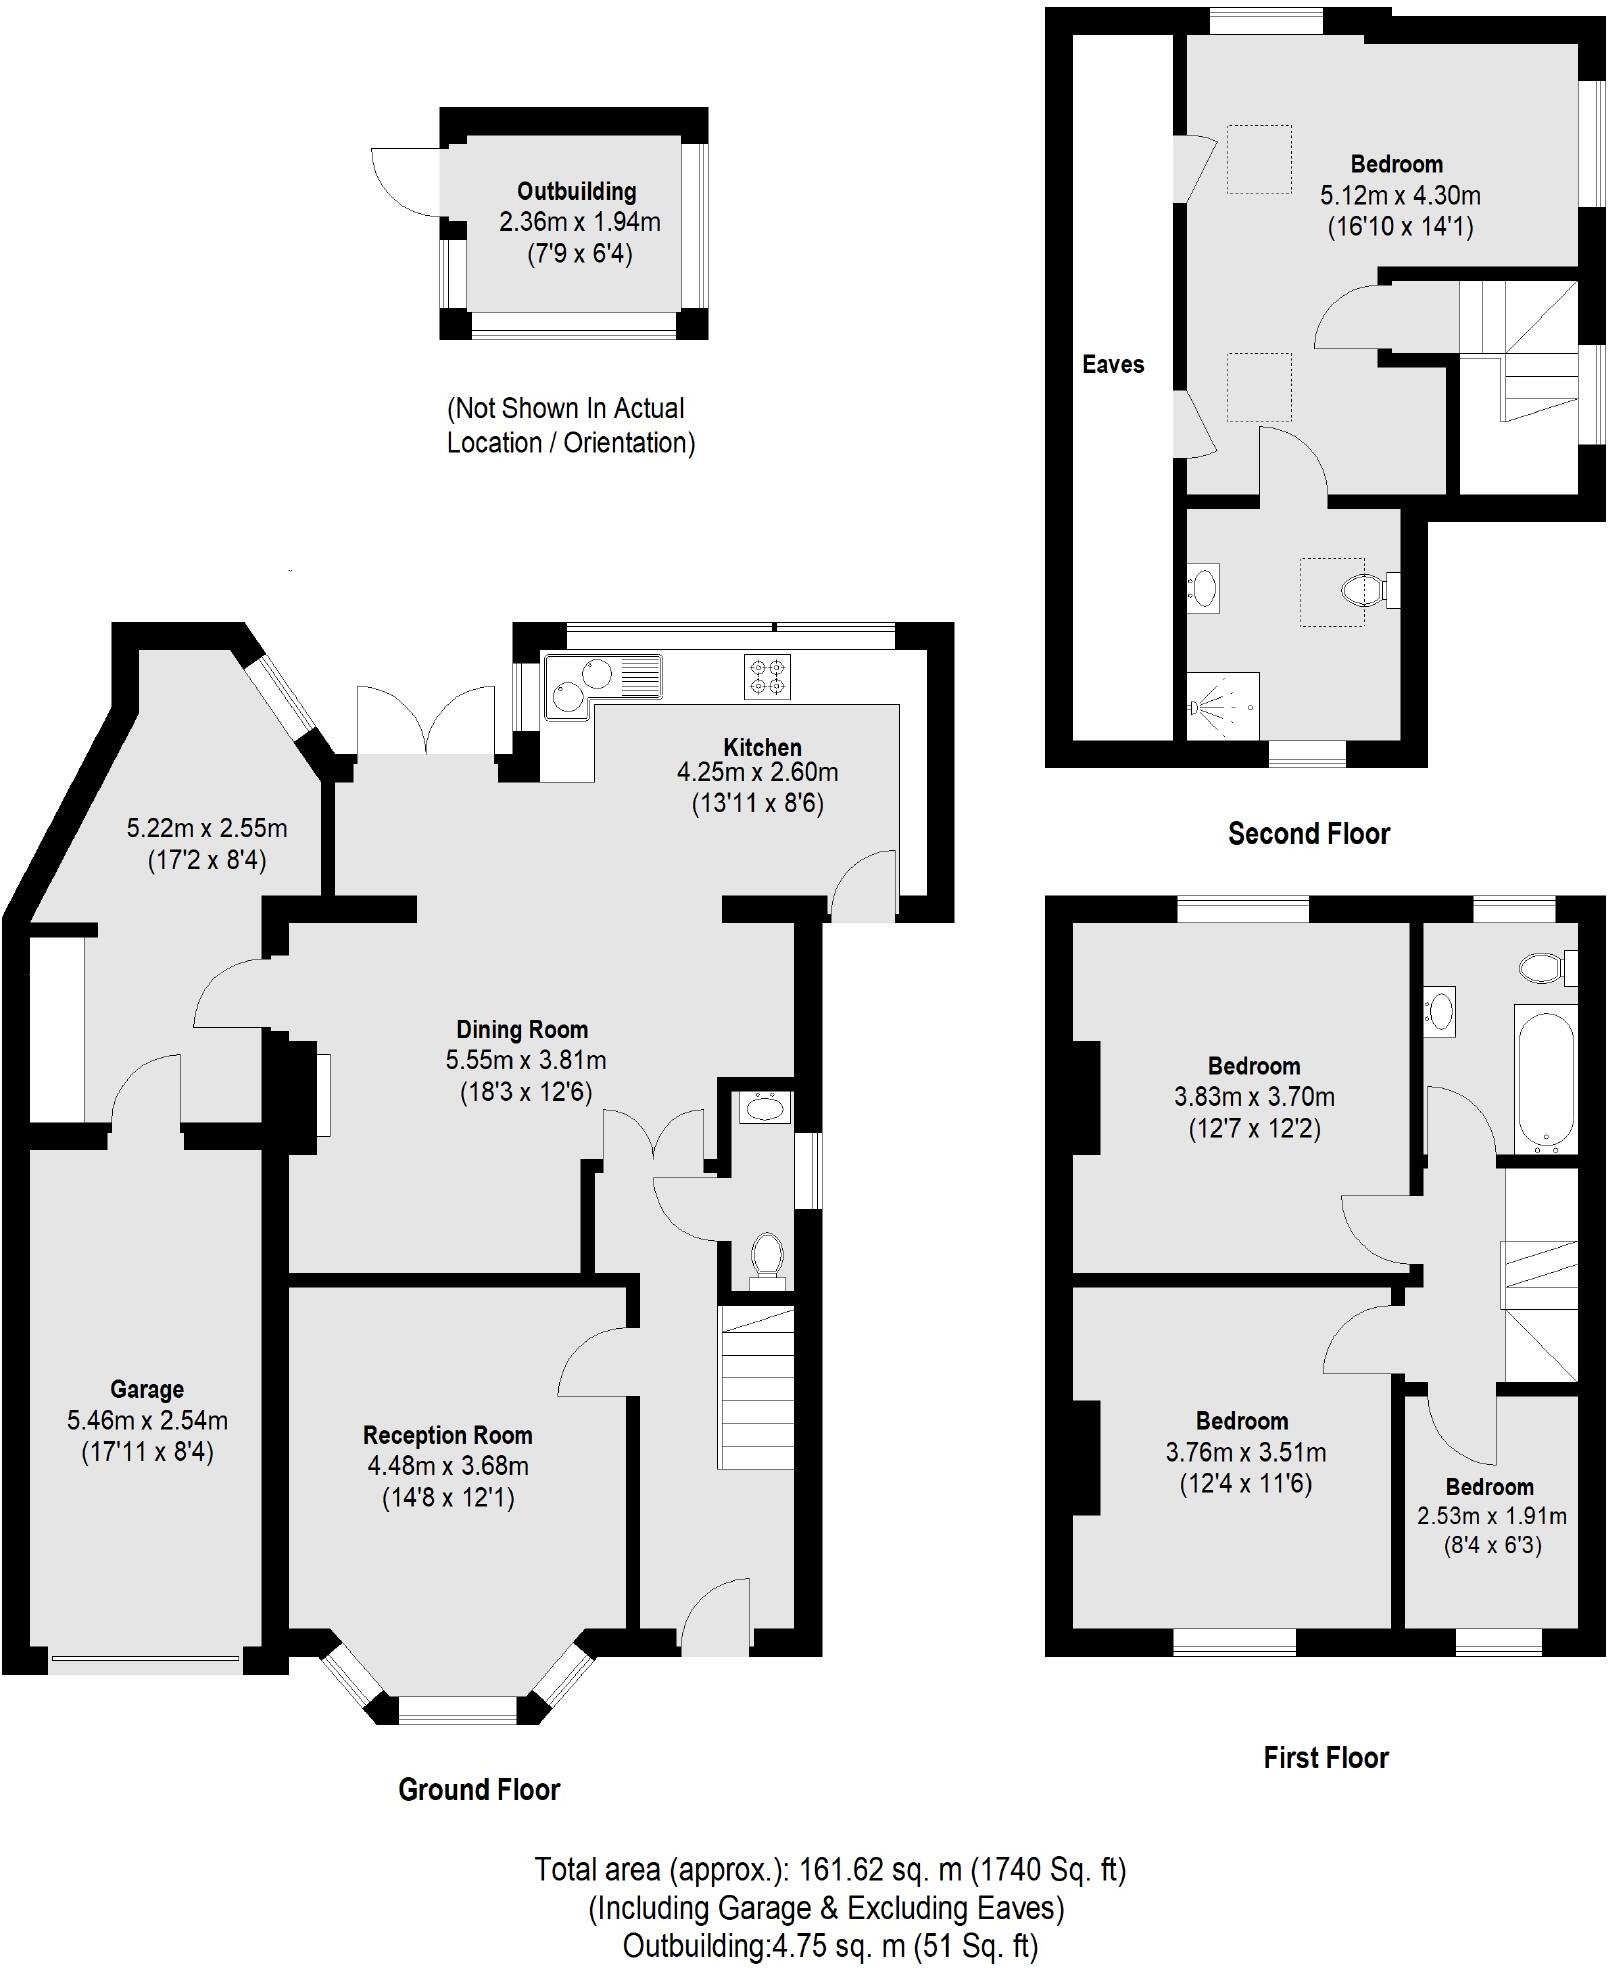 Outbuilding
2.36m x 1.94m
(7'9 x 6'4)
(Not Shown In Actual
Location / Orientation)
Bedroom
5.12m x 4.30m
(16'10 x 14'1)
Eaves
Second Floor
Kitchen
4.25m x 2.60m
(13'11 x 8'6)
5.22m x 2.55m
(17'2 x 8'4)
Dining Room
5.55m x 3.81m
(18'3 x 12'6)
Garage
5.46m x 2.54m
(17'11 x 8'4)
Reception Room
4.48m x 3.68m
(14'8 x 12'1)
Ground Floor
Bedroom
3.83m x 3.70m
(12'7 x 12'2)
Bedroom
3.76m x 3.51m
(12'4 x 11'6)
Bedroom
2.53m x 1.91m
(8'4 x 6'3)
First Floor
Total area (approx.): 161.62 sq. m (1740 Sq. ft)
(Including Garage & Excluding Eaves)
Outbuilding:4.75 sq. m (51 Sq. ft)